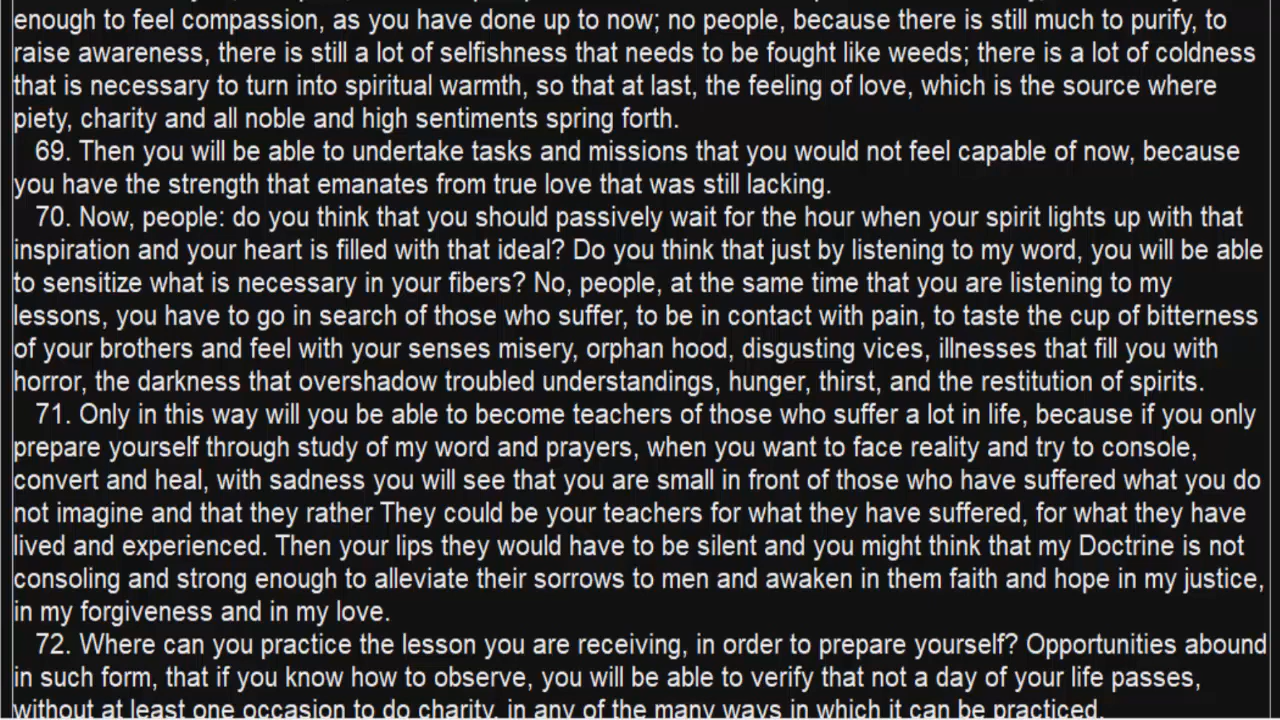 enough to feel compassion, as you have done up to now; no people, because there is still much to purify, to
raise awareness, there is still a lot of selfishness that needs to be fought like weeds; there is a lot of coldness
that is necessary to turn into spiritual warmth, so that at last, the feeling of love, which is the source where
piety, charity and all noble and high sentiments spring forth.
69. Then you will be able to undertake tasks and missions that you would not feel capable of now, because
you have the strength that emanates from true love that was still lacking.
70. Now, people: do you think that you should passively wait for the hour when your spirit lights up with that
inspiration and your heart is filled with that ideal? Do you think that just by listening to my word, you will be able
to sensitize what is necessary in your fibers? No, people, at the same time that you are listening to my
lessons, you have to go in search of those who suffer, to be in contact with pain, to taste the cup of bitterness
of your brothers and feel with your senses misery, orphan hood, disgusting vices, illnesses that fill you with
horror, the darkness that overshadow troubled understandings, hunger, thirst, and the restitution of spirits.
71. Only in this way will you be able to become teachers of those who suffer a lot in life, because if you only
prepare yourself through study of my word and prayers, when you want to face reality and try to console,
convert and heal, with sadness you will see that you are small in front of those who have suffered what you do
not imagine and that they rather They could be your teachers for what they have suffered, for what they have
lived and experienced. Then your lips they would have to be silent and you might think that my Doctrine is not
consoling and strong enough to alleviate their sorrows to men and awaken in them faith and hope in my justice,
in my forgiveness and in my love.
72. Where can you practice the lesson you are receiving, in order to prepare yourself? Opportunities abound
in such form, that if you know how to observe, you will be able to verify that not a day of your life passes,
without at least one occasion to do charity, in any of the many ways in which it can be practiced.